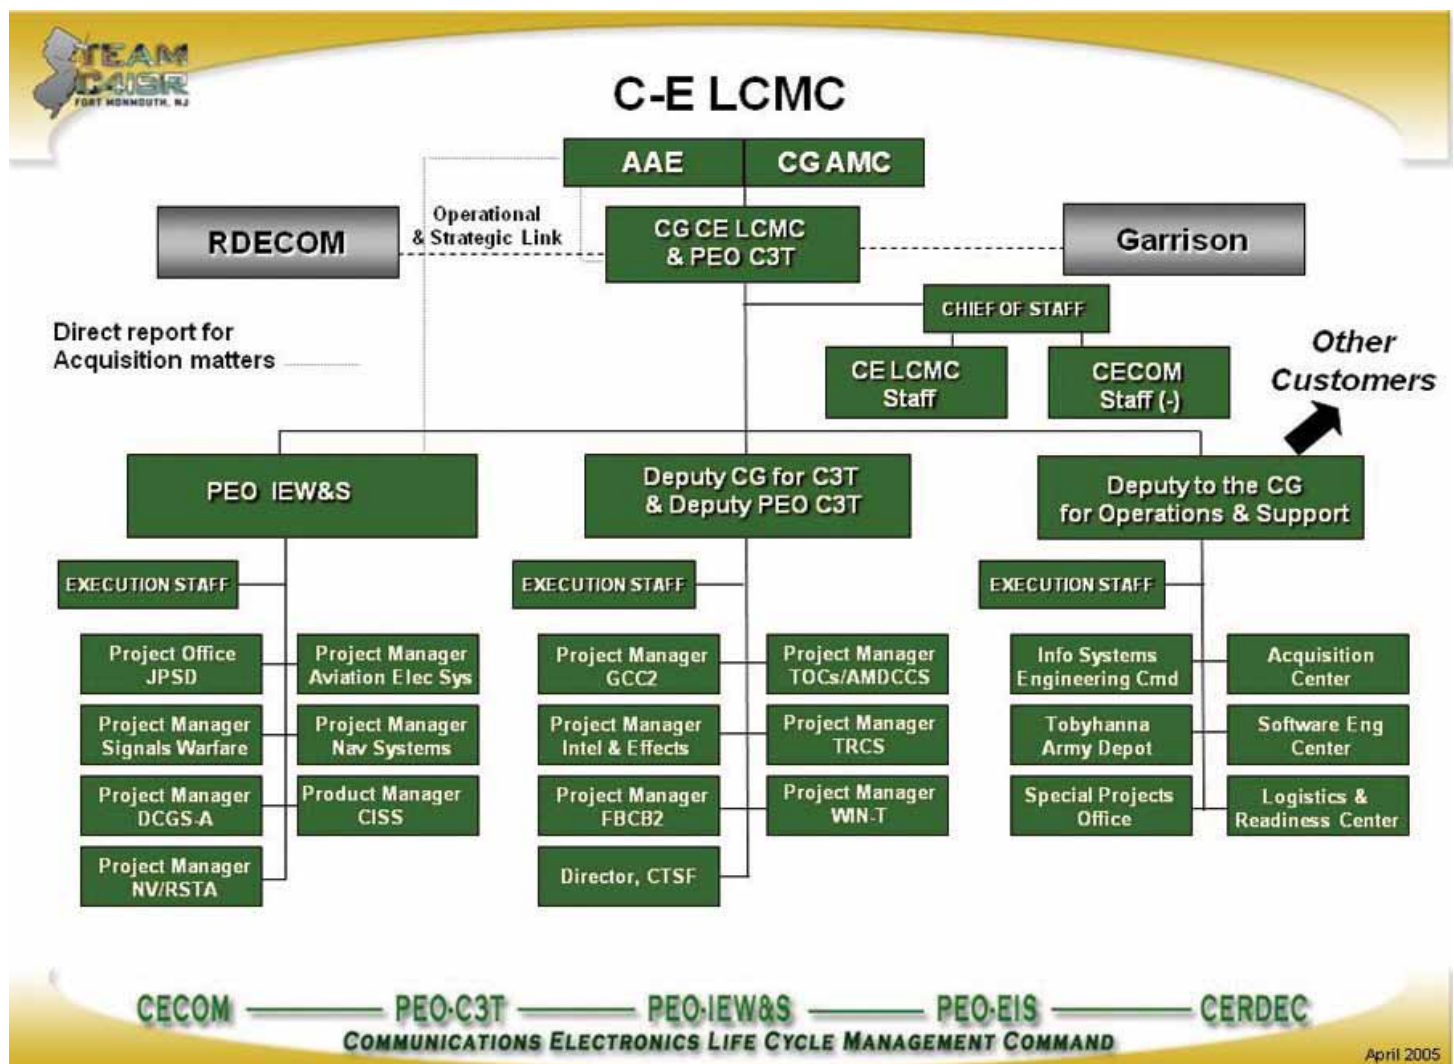 TEAM
C4ISR
FORT MONMOUTH, NJ
C-E LCMC
AAE
CG AMC
RDECOM
Operational
& Strategic Link
CG CE LCMC
& PEO C3T
Garrison
CHIEF OF STAFF
Direct report for
Acquisition matters
CE LCMC
Staff
CECOM
Staff (-)
Other
Customers
PEO IEW&S
Deputy CG for C3T
& Deputy PEO C3T
Deputy to the CG
for Operations & Support
EXECUTION STAFF
EXECUTION STAFF
EXECUTION STAFF
Project Office
JPSD
Project Manager
Aviation Elec Sys
Project Manager
Signals Warfare
Project Manager
Nav Systems
Project Manager
DCGS-A
Product Manager
CISS
Project Manager
NV/RSTA
Project Manager
GCC2
Project Manager
TOCs/AMDCCS
Project Manager
Intel & Effects
Project Manager
TRCS
Project Manager
FBCB2
Project Manager
WIN-T
Director, CTSF
Info Systems
Engineering Cmd
Acquisition
Center
Tobyhanna
Army Depot
Software Eng
Center
Special Projects
Office
Logistics &
Readiness Center
CECOM PEO-C3T PEO-IEW&S PEO-EIS CERDEC
COMMUNICATIONS ELECTRONICS LIFE CYCLE MANAGEMENT COMMAND
April 2005